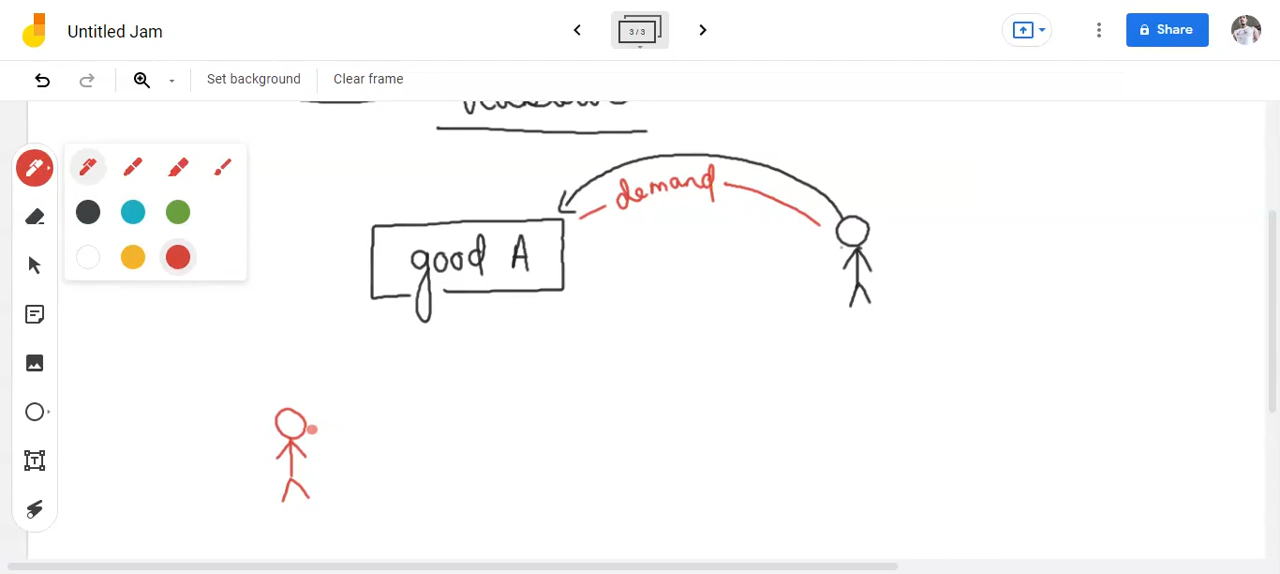 Untitled Jam
3 / 3
Share
Set background
Clear frame
demand
good A